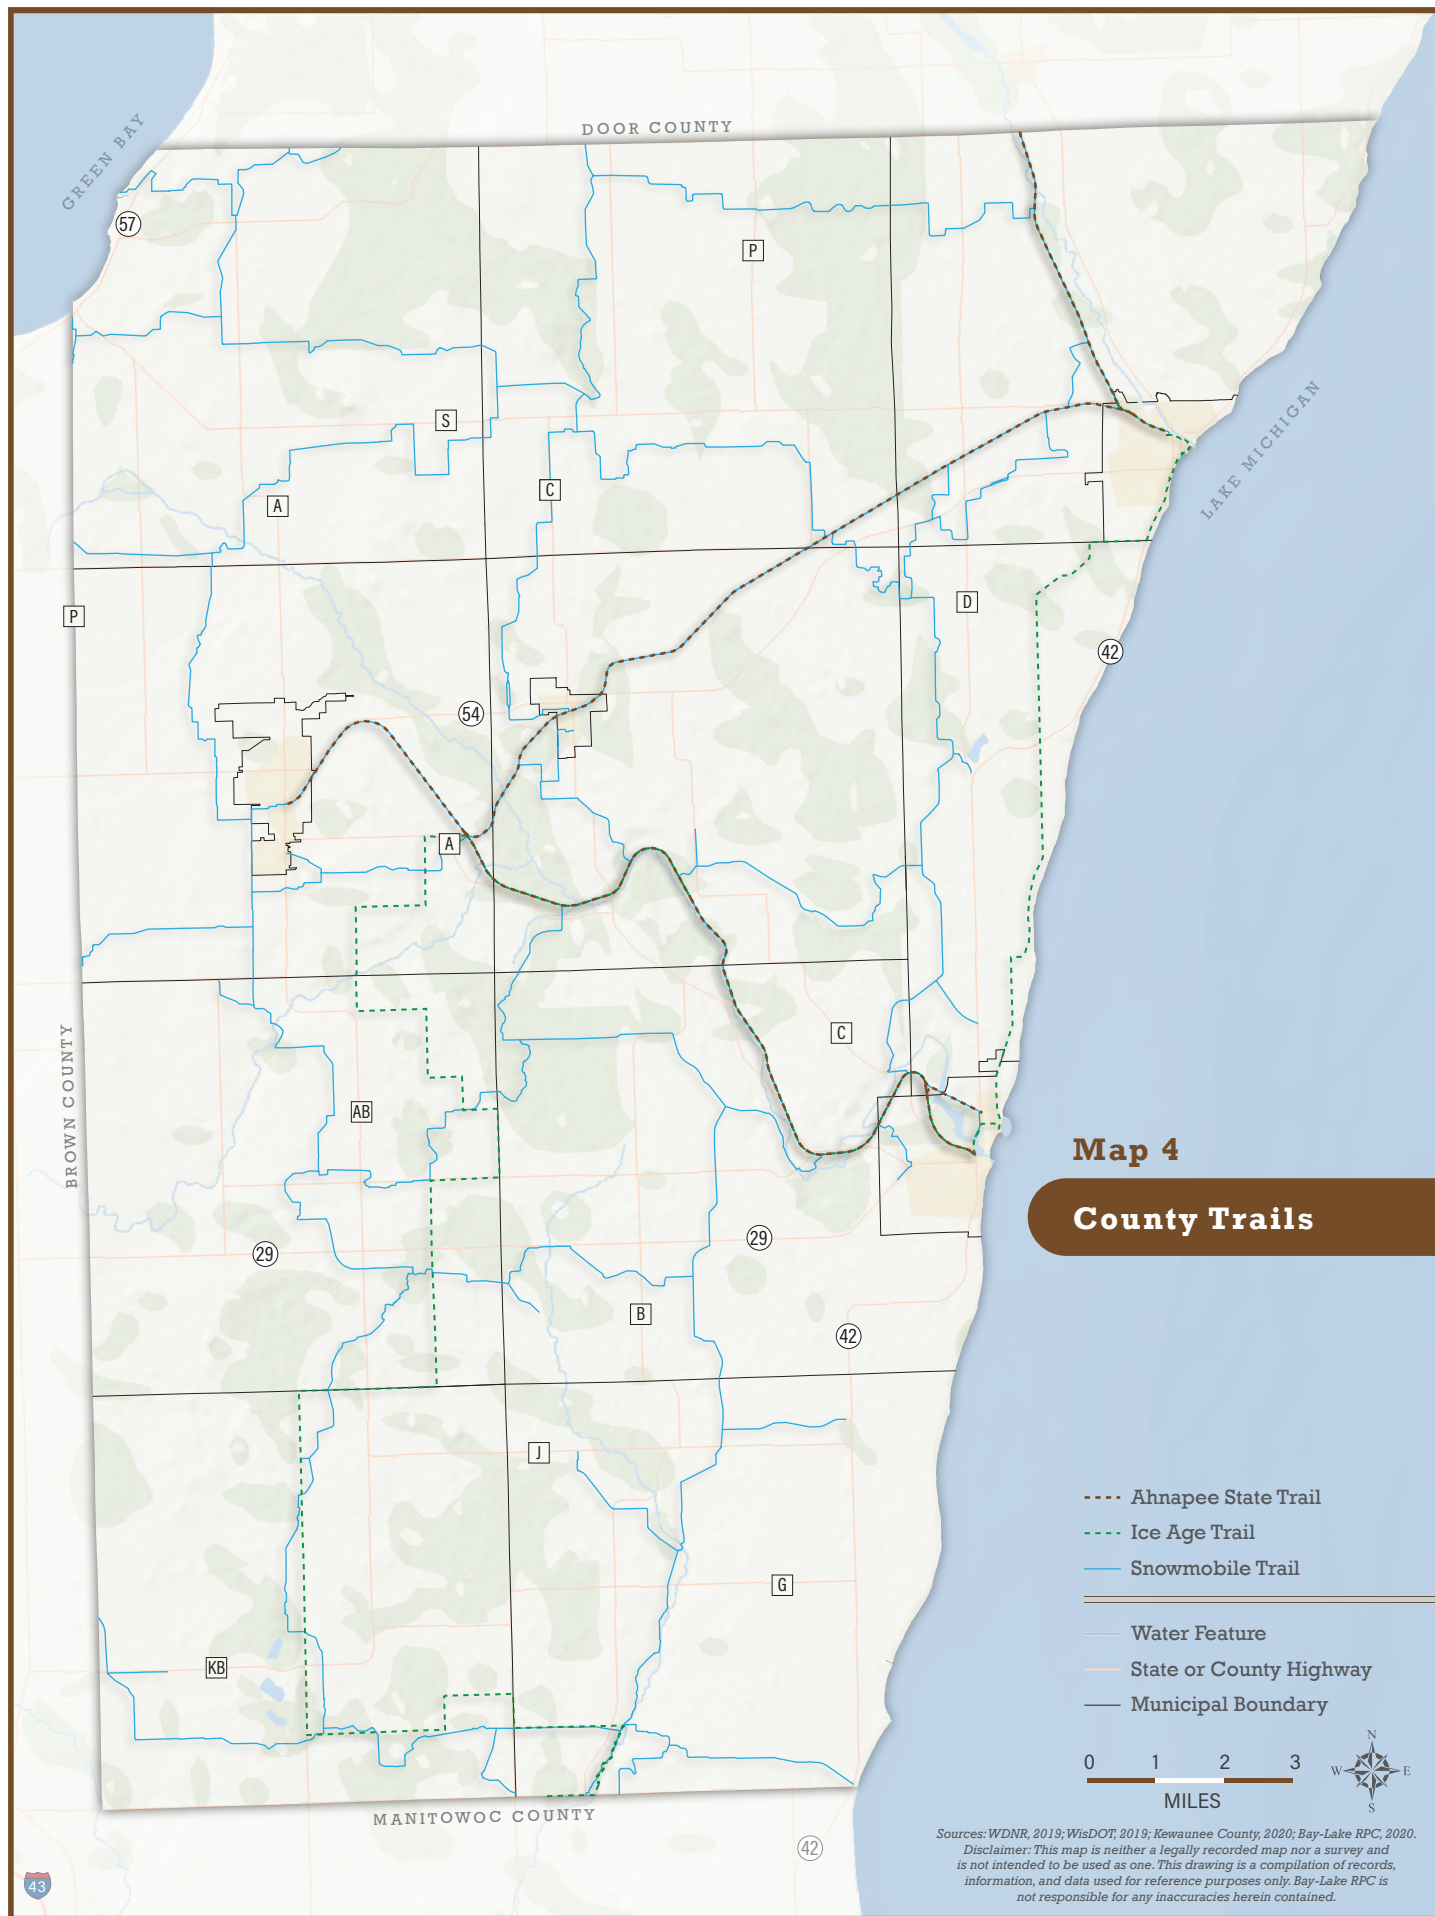 DOOR COUNTY
GREEN BAY
57
P
S
C
A
LAKE MICHIGAN
D
P
42
54
A
C
BROWN COUNTY
AB
29
29
B
42
J
G
KB
MANITOWOC COUNTY
42
43
Map 4
County Trails
Ahnapee State Trail
Ice Age Trail
Snowmobile Trail
Water Feature
State or County Highway
Municipal Boundary
0 1 2 3
MILES
N
W E
S
Sources: WDNR, 2019; WisDOT, 2019; Kewaunee County, 2020; Bay-Lake RPC, 2020.
Disclaimer: This map is neither a legally recorded map nor a survey and
is not intended to be used as one. This drawing is a compilation of records,
information, and data used for reference purposes only. Bay-Lake RPC is
not responsible for any inaccuracies herein contained.